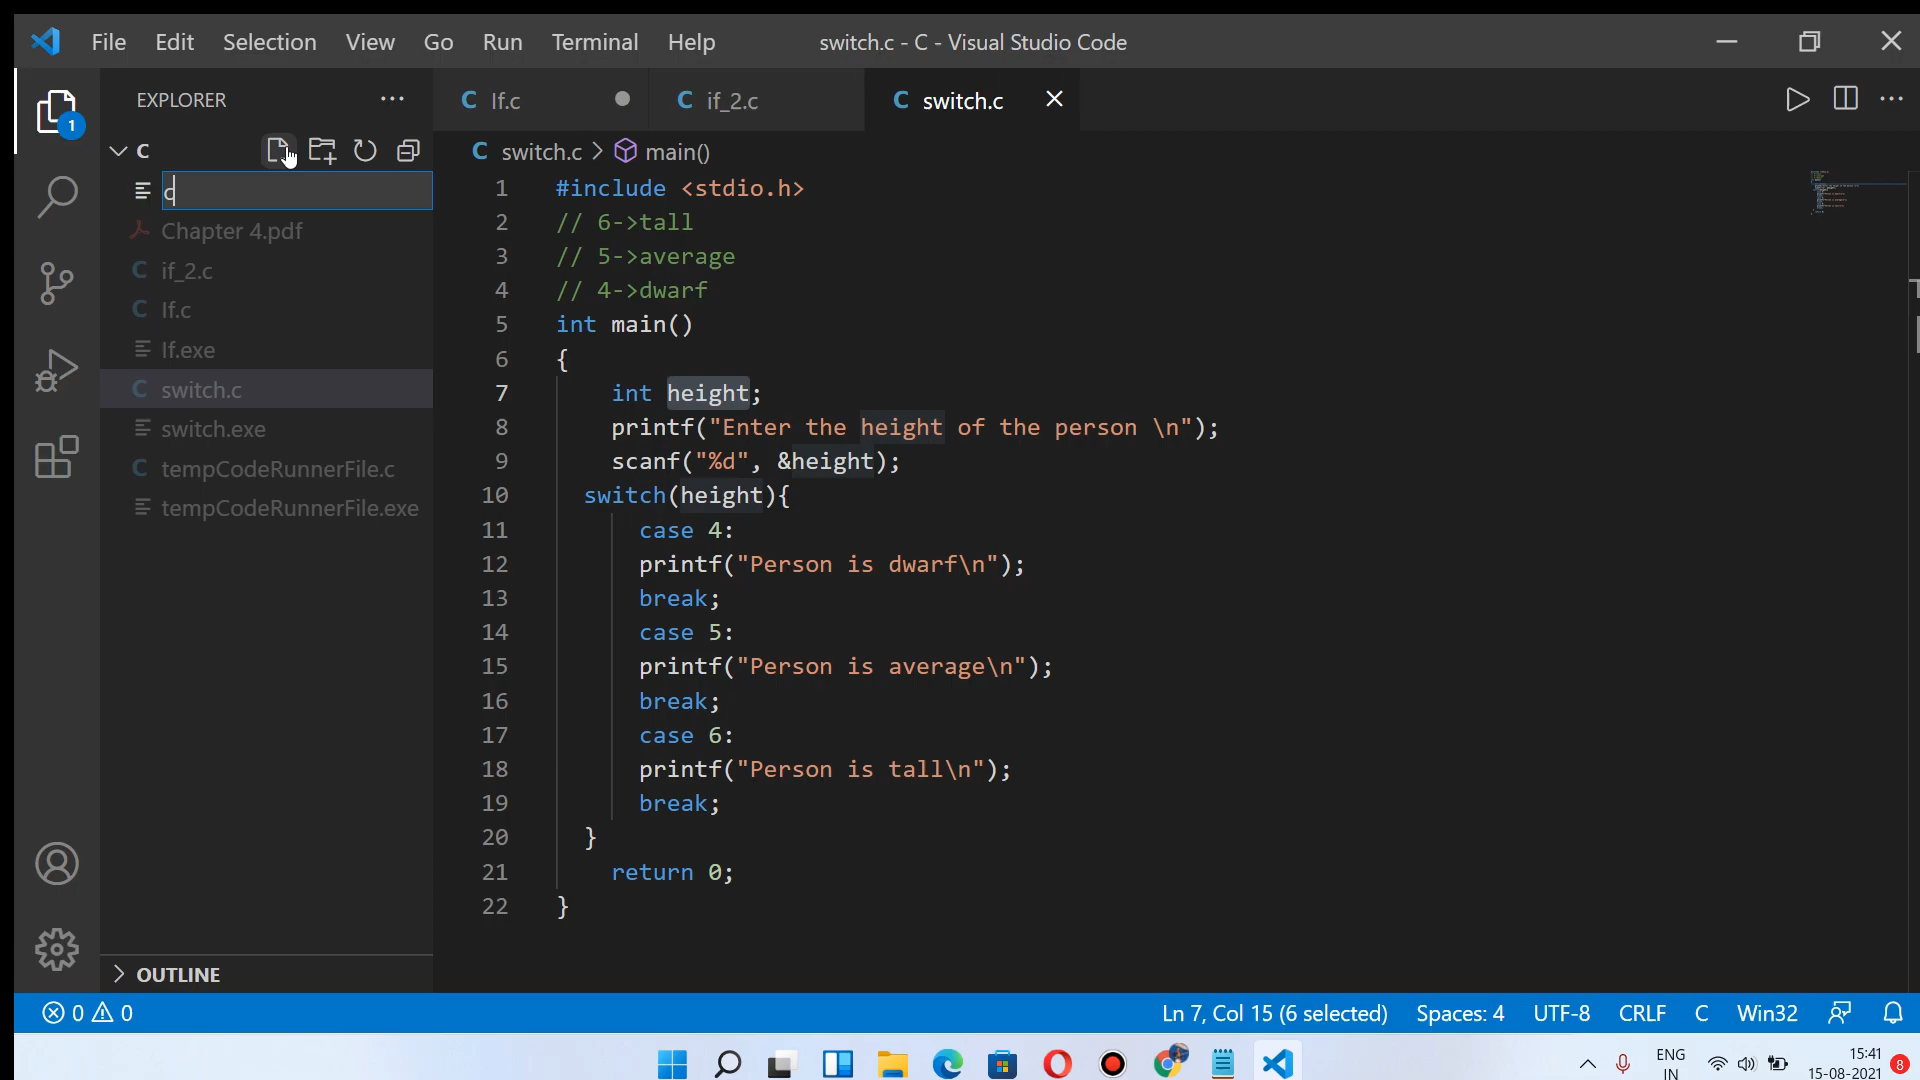 File Edit Selection View Go Run Terminal Help switch.c - C - Visual Studio Code
EXPLORER
C If.c C if_2.c C switch.c
1
C
C switch.c > main()
c
Chapter 4.pdf
C if_2.c
C If.c
If.exe
C switch.c
switch.exe
C tempCodeRunnerFile.c
tempCodeRunnerFile.exe
OUTLINE
1 #include <stdio.h>
2 // 6->tall
3 // 5->average
4 // 4->dwarf
5 int main()
6 {
7 int height;
8 printf("Enter the height of the person \n");
9 scanf("%d", &height);
10 switch(height){
11 case 4:
12 printf("Person is dwarf\n");
13 break;
14 case 5:
15 printf("Person is average\n");
16 break;
17 case 6:
18 printf("Person is tall\n");
19 break;
20 }
21 return 0;
22 }
0 0 Ln 7, Col 15 (6 selected) Spaces: 4 UTF-8 CRLF C Win32
ENG
IN
15:41
15-08-2021
8